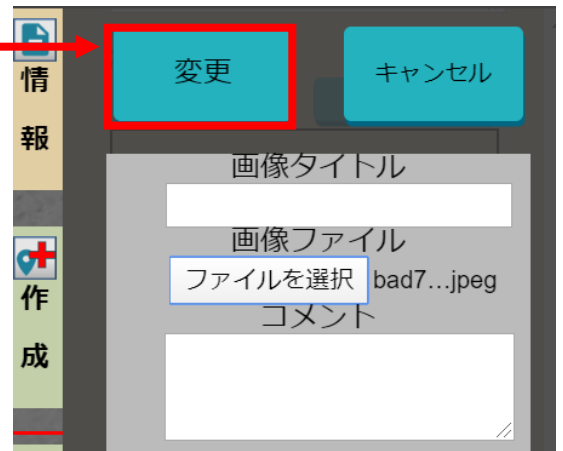 情
報
作
成
変更
キャンセル
画像タイトル
画像ファイル
ファイルを選択 bad7...jpeg
コメント